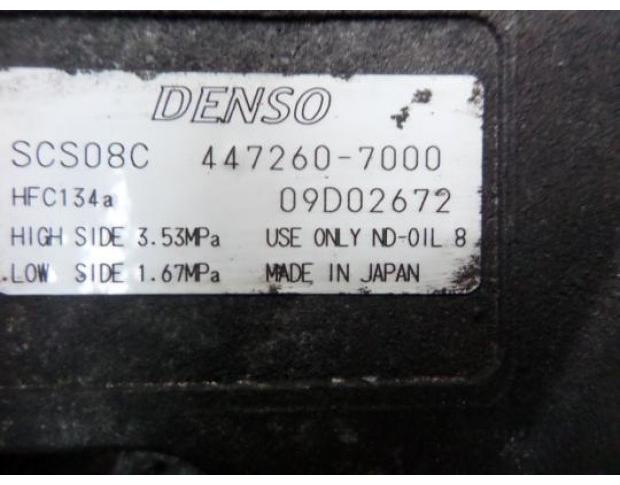 DENSO
SCS08C 447260-7000
HFC134a 09D02672
HIGH SIDE 3.53MPa USE ONLY ND-OIL 8
LOW SIDE 1.67MPa MADE IN JAPAN